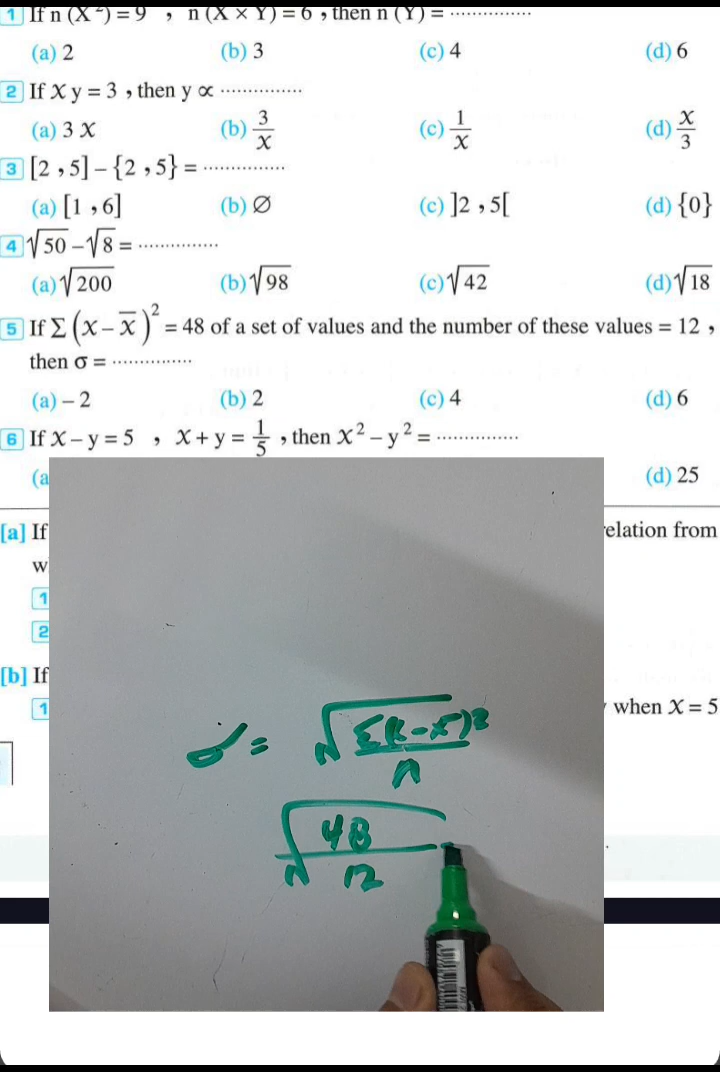 1 If n (X²) = 9 , n (X × Y) = 6 , then n (Y) = ...............
(a) 2 (b) 3 (c) 4 (d) 6
2 If X y = 3 , then y ∝ ...............
(a) 3 X (b) 3/X (c) 1/X (d) X/3
3 [2 , 5] – {2 , 5} = ...............
(a) [1 , 6] (b) Ø (c) ]2 , 5[ (d) {0}
4 √50 – √8 = ...............
(a) √200 (b) √98 (c) √42 (d) √18
5 If Σ (X – X̄)² = 48 of a set of values and the number of these values = 12 ,
then σ = ...............
(a) – 2 (b) 2 (c) 4 (d) 6
6 If X – y = 5 , X + y = 1/5 , then X² – y² = ...............
(a (d) 25
[a] If elation from
w
1
2
[b] If
1 when X = 5
σ = √Σ(x-x̄)²/n
√48/12